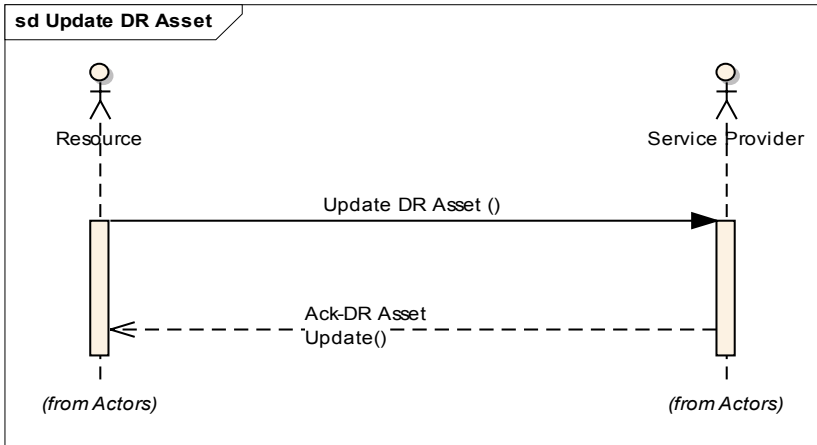 sd Update DR Asset
Resource
Service Provider
Update DR Asset ()
Ack-DR Asset
Update()
(from Actors)
(from Actors)